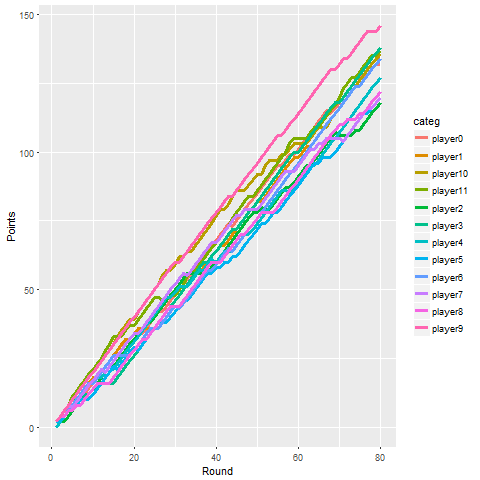 150
100
50
0
Points
0
20
40
60
80
Round
categ
player0
player1
player10
player11
player2
player3
player4
player5
player6
player7
player8
player9